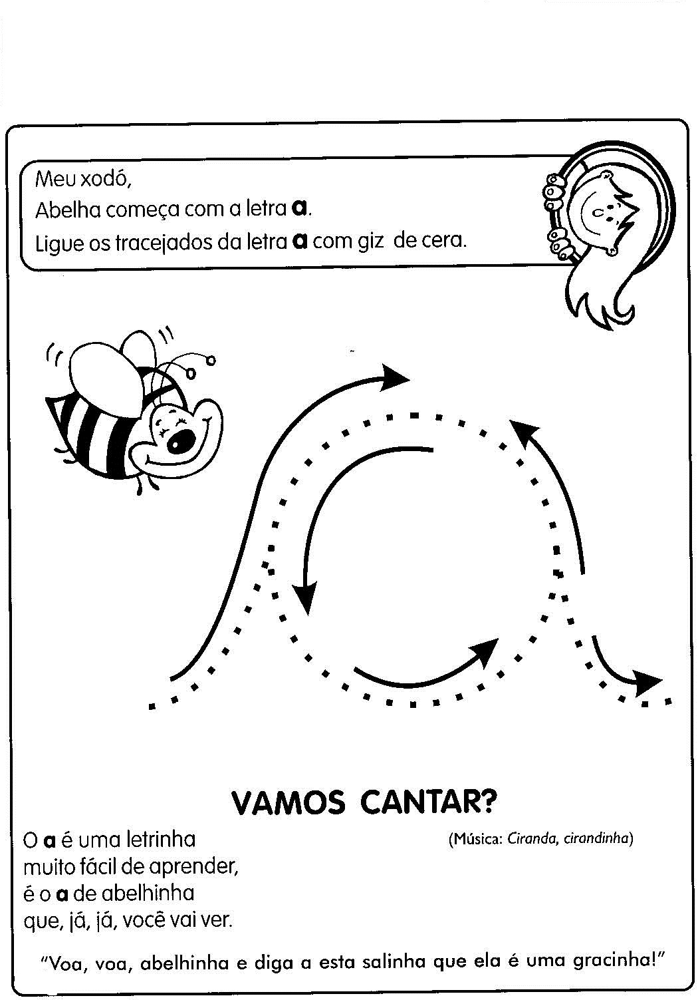 Meu xodó,
Abelha começa com a letra a.
Ligue os tracejados da letra a com giz de cera.
VAMOS CANTAR?
(Música: Ciranda, cirandinha)
O a é uma letrinha
muito fácil de aprender,
é o a de abelhinha
que, já, já, você vai ver.
"Voa, voa, abelhinha e diga a esta salinha que ela é uma gracinha!"